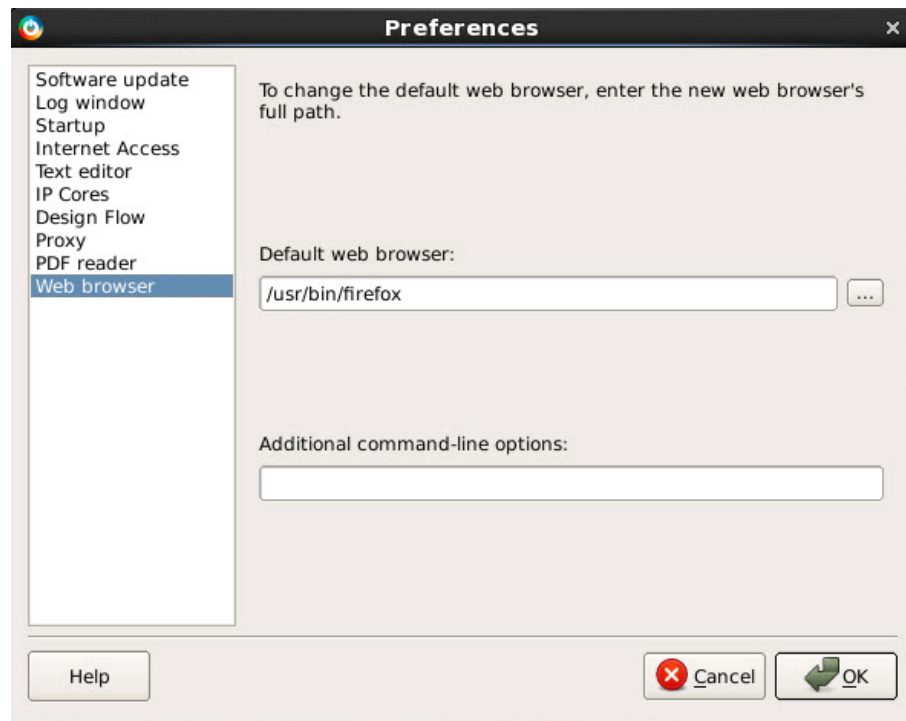 Preferences
Software update
Log window
Startup
Internet Access
Text editor
IP Cores
Design Flow
Proxy
PDF reader
Web browser
To change the default web browser, enter the new web browser's
full path.
Default web browser:
/usr/bin/firefox
...
Additional command-line options:
Help
Cancel
OK